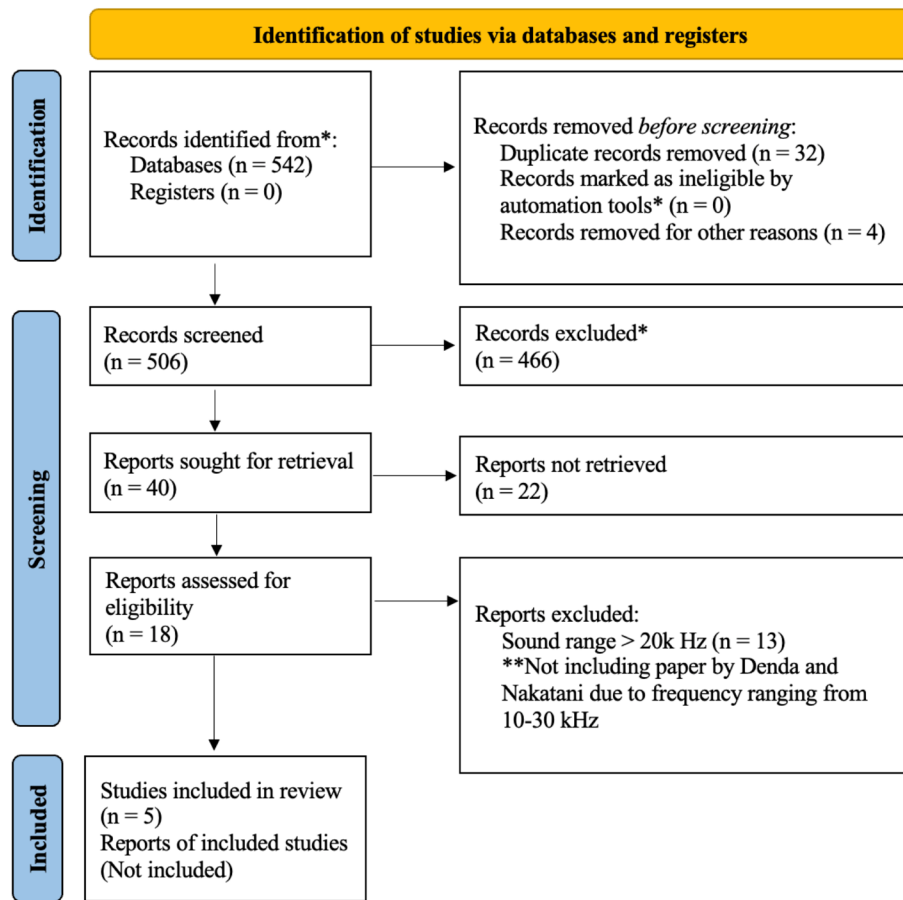 Identification of studies via databases and registers
Identification
Records identified from*:
Databases (n = 542)
Registers (n = 0)
Records removed before screening:
Duplicate records removed (n = 32)
Records marked as ineligible by
automation tools* (n = 0)
Records removed for other reasons (n = 4)
Screening
Records screened
(n = 506)
Records excluded*
(n = 466)
Reports sought for retrieval
(n = 40)
Reports not retrieved
(n = 22)
Reports assessed for
eligibility
(n = 18)
Reports excluded:
Sound range > 20k Hz (n = 13)
**Not including paper by Denda and
Nakatani due to frequency ranging from
10-30 kHz
Included
Studies included in review
(n = 5)
Reports of included studies
(Not included)